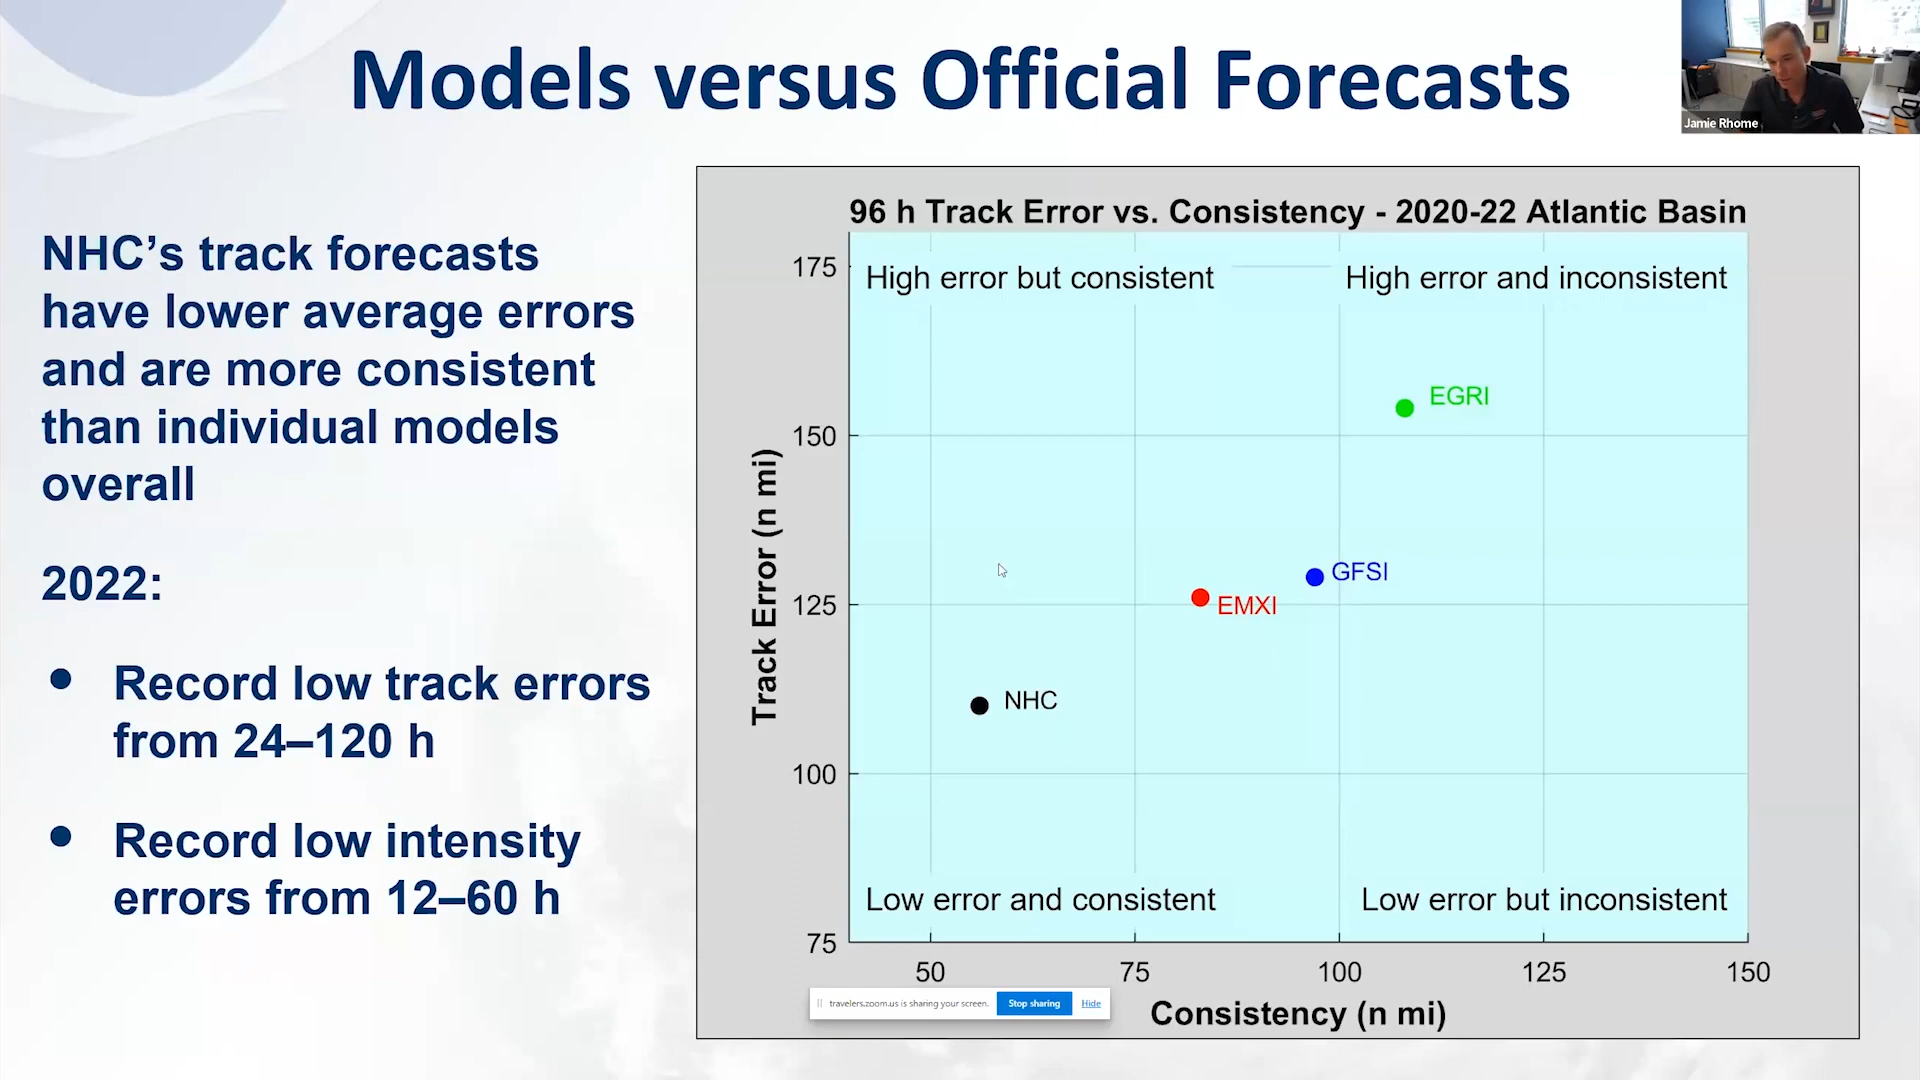 Models versus Official Forecasts
Jamie Rhome
NHC’s track forecasts
have lower average errors
and are more consistent
than individual models
overall
2022:
• Record low track errors
from 24–120 h
• Record low intensity
errors from 12–60 h
96 h Track Error vs. Consistency - 2020-22 Atlantic Basin
175
High error but consistent
High error and inconsistent
EGRI
150
Track Error (n mi)
GFSI
125
EMXI
NHC
100
Low error and consistent
Low error but inconsistent
75
50 75 100 125 150
travelers.zoom.us is sharing your screen. Stop sharing Hide
Consistency (n mi)